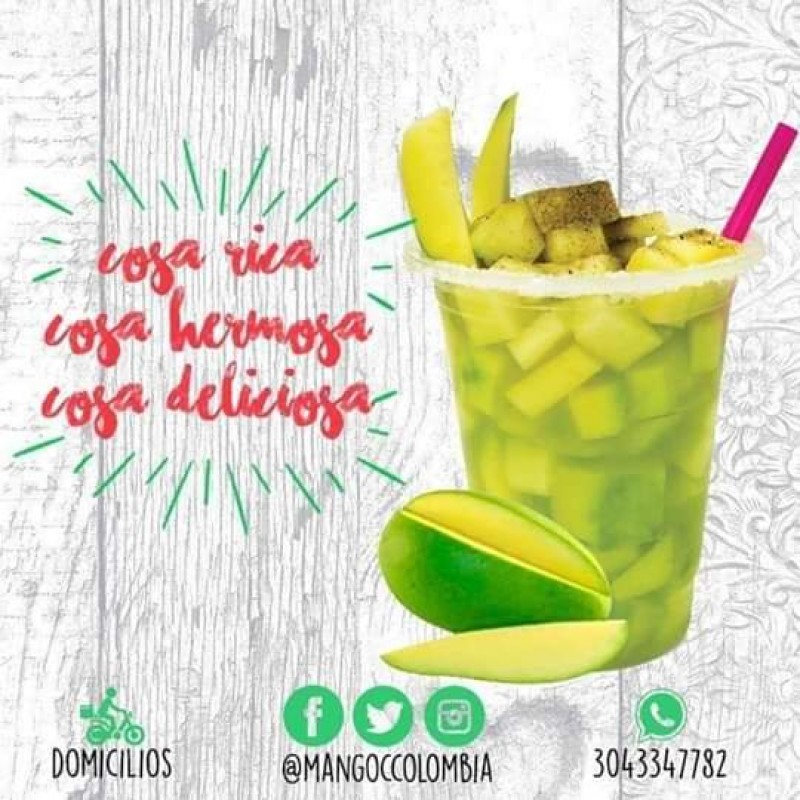 cosa rica
cosa hermosa
cosa deliciosa
DOMICILIOS
@MANGOCCOLOMBIA
3043347782